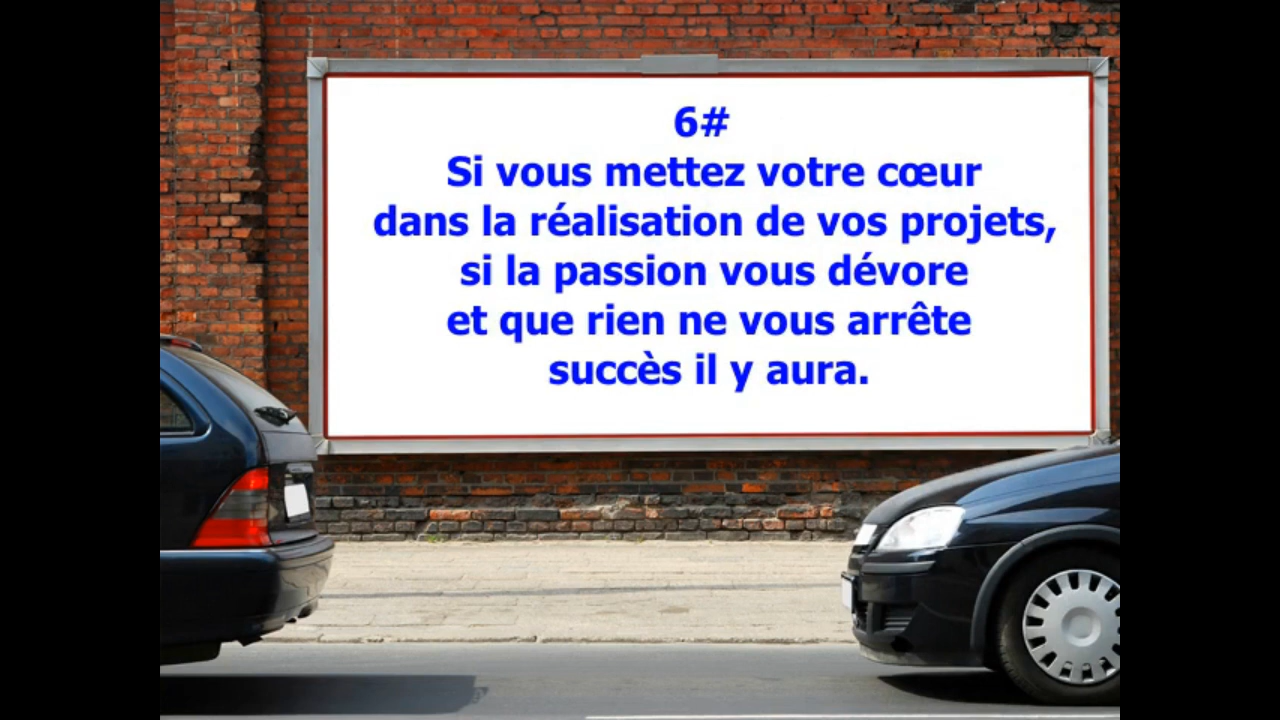 6#
Si vous mettez votre cœur
dans la réalisation de vos projets,
si la passion vous dévore
et que rien ne vous arrête
succès il y aura.